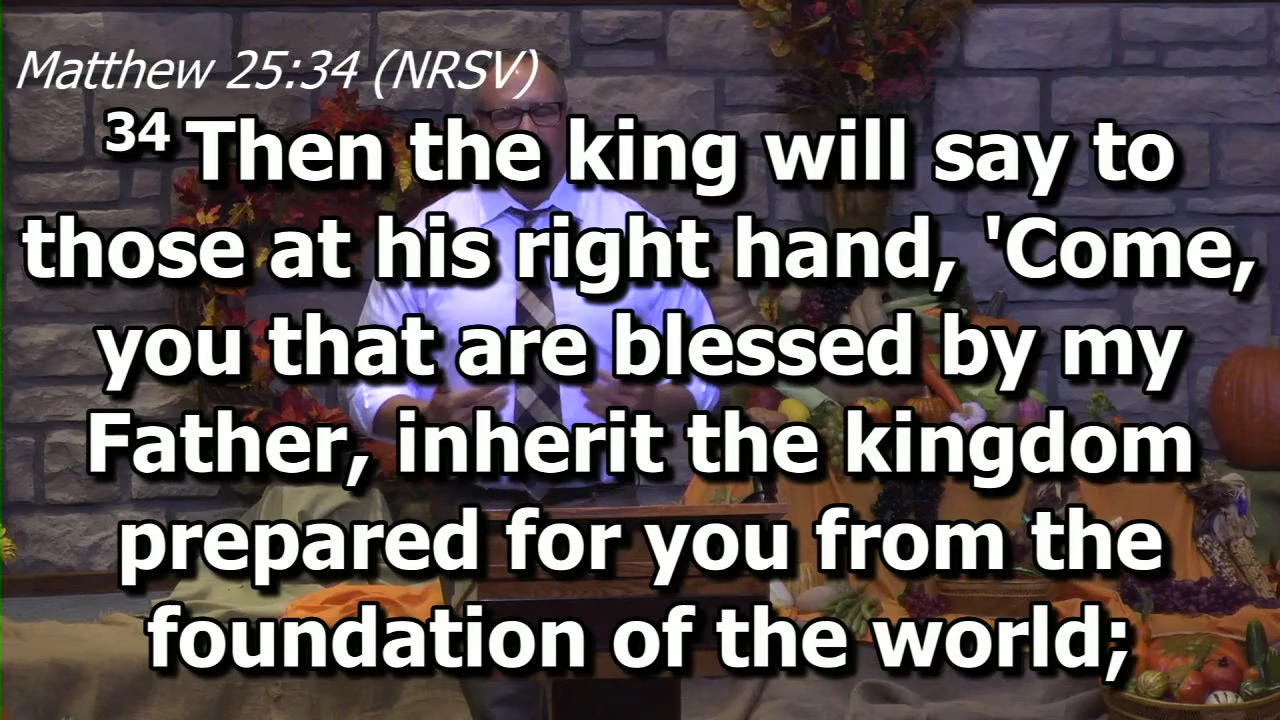 Matthew 25:34 (NRSV)
34 Then the king will say to
those at his right hand, 'Come,
you that are blessed by my
Father, inherit the kingdom
prepared for you from the
foundation of the world;